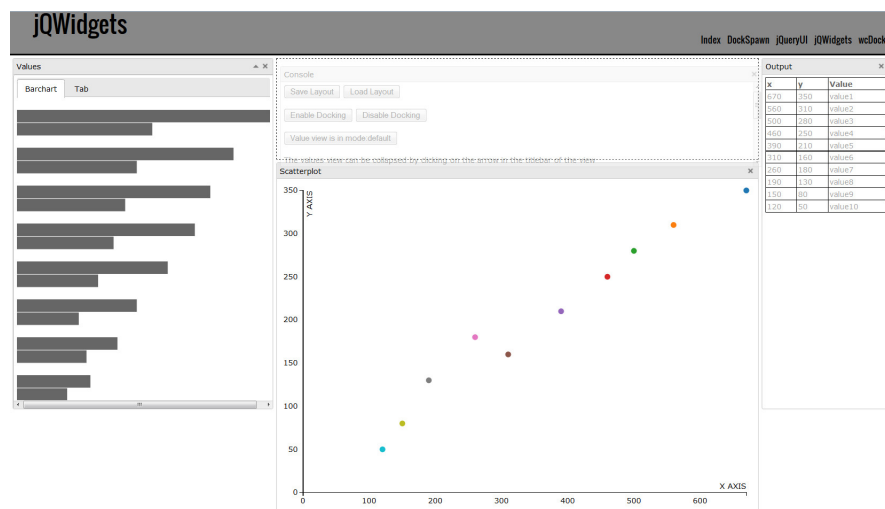 jQWidgets
Index DockSpawn jQueryUI jQWidgets wcDock
Values
Barchart Tab
Console
Save Layout Load Layout
Enable Docking Disable Docking
Value view is in mode:default
The values view can be collapsed by clicking on the arrow in the titlebar of the view
Scatterplot
Y AXIS
350
300
250
200
150
100
50
0
X AXIS
0 100 200 300 400 500 600
Output
x y Value
670 350 value1
560 310 value2
500 280 value3
460 250 value4
390 210 value5
310 160 value6
260 180 value7
190 130 value8
150 80 value9
120 50 value10